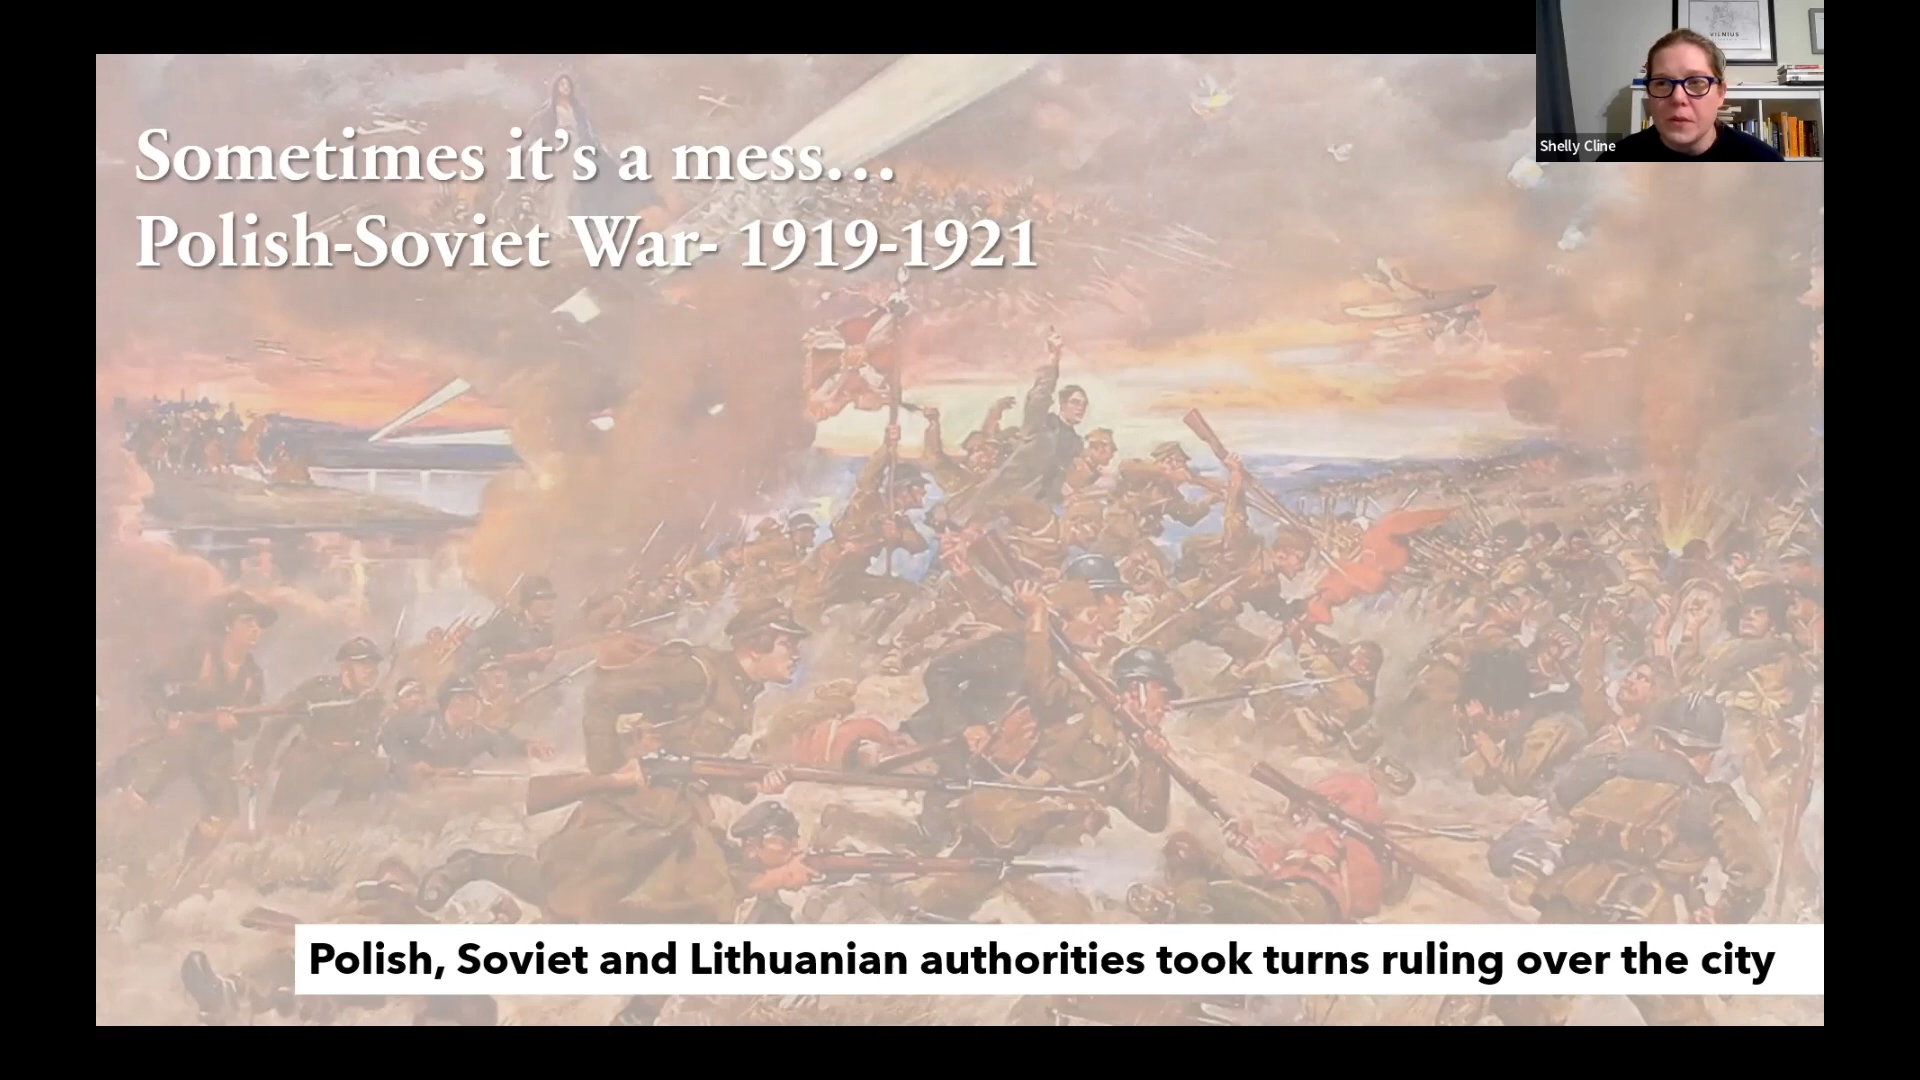 VILNIUS
Shelly Cline
Sometimes it’s a mess…
Polish-Soviet War- 1919-1921
Polish, Soviet and Lithuanian authorities took turns ruling over the city